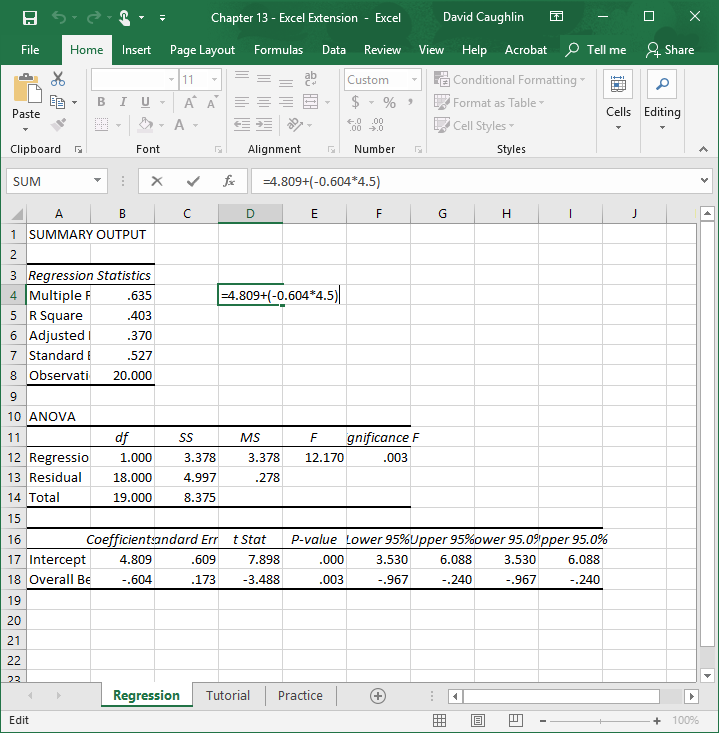 Chapter 13 - Excel Extension - Excel David Caughlin
File Home Insert Page Layout Formulas Data Review View Help Acrobat Tell me Share
Paste
Clipboard
11
B I U A A
A
Font
ab
Alignment
Custom
$ % ,
.00
Number
Conditional Formatting
Format as Table
Cell Styles
Styles
Cells
Editing
SUM fx =4.809+(-0.604*4.5)
A B C D E F G H I J
1 SUMMARY OUTPUT
2
3 Regression Statistics
4 Multiple R .635 =4.809+(-0.604*4.5)
5 R Square .403
6 Adjusted .370
7 Standard E .527
8 Observati .20.000
9
10 ANOVA
11 df SS MS F gnificance F
12 Regressio 1.000 3.378 3.378 12.170 .003
13 Residual 18.000 4.997 .278
14 Total 19.000 8.375
15
16 Coefficients andard Err t Stat P-value Lower 95% Upper 95% ower 95.0% pper 95.0%
17 Intercept 4.809 .609 7.898 .000 3.530 6.088 3.530 6.088
18 Overall Be -.604 .173 -3.488 .003 -.967 -.240 -.967 -.240
19
20
21
22
23
Regression Tutorial Practice
Edit 100%